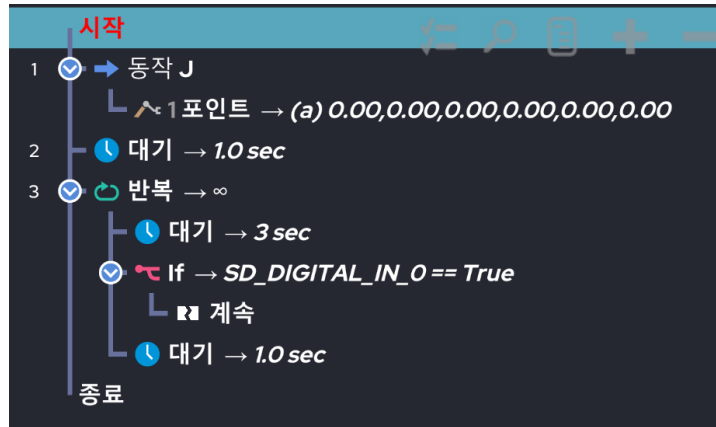 시작
1 동작 J
1 포인트 → (a) 0.00,0.00,0.00,0.00,0.00,0.00
2 대기 → 1.0 sec
3 반복 → ∞
대기 → 3 sec
If → SD_DIGITAL_IN_0 == True
계속
대기 → 1.0 sec
종료